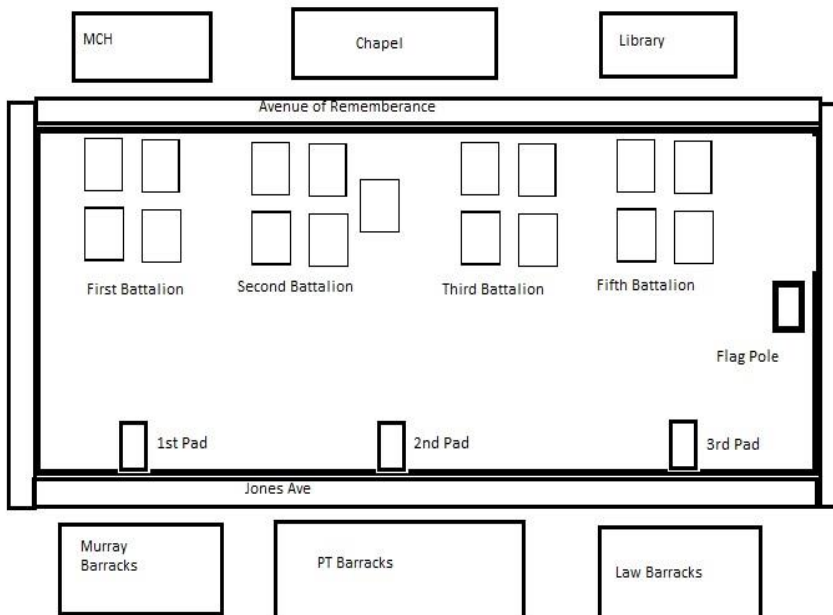 MCH
Chapel
Library
Avenue of Rememberance
First Battalion
Second Battalion
Third Battalion
Fifth Battalion
Flag Pole
1st Pad
2nd Pad
3rd Pad
Jones Ave
Murray
Barracks
PT Barracks
Law Barracks